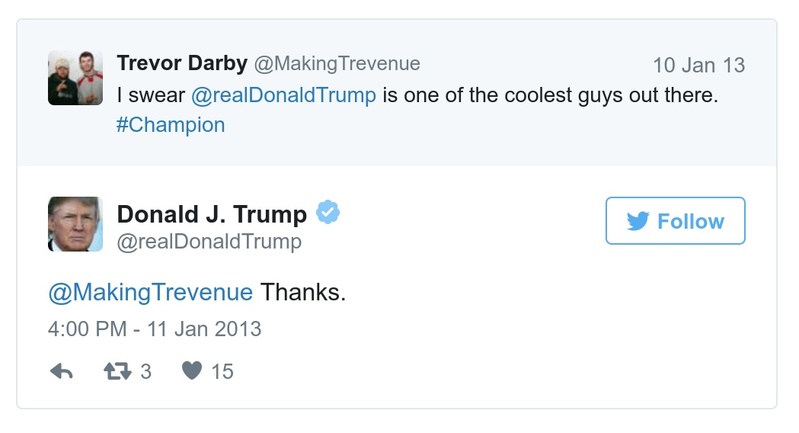 Trevor Darby @MakingTrevenue 10 Jan 13
I swear @realDonaldTrump is one of the coolest guys out there.
#Champion
Donald J. Trump
@realDonaldTrump
Follow
@MakingTrevenue Thanks.
4:00 PM - 11 Jan 2013
3 15